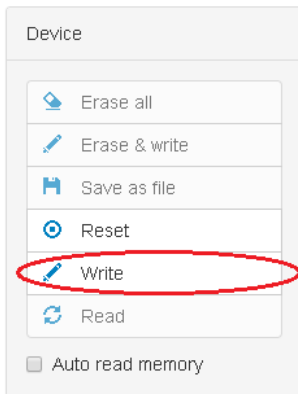 Device
Erase all
Erase & write
Save as file
Reset
Write
Read
Auto read memory